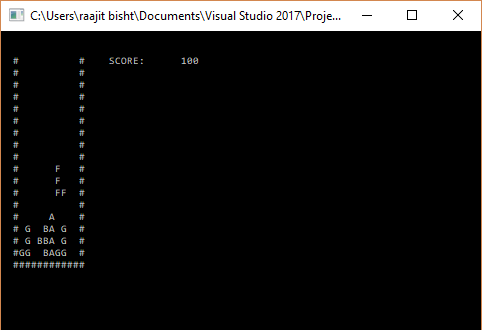 C:\Users\raajit bisht\Documents\Visual Studio 2017\Proje...
#          #    SCORE:      100
#          #
#          #
#          #
#          #
#          #
#          #
#          #
#          #
#      F   #
#      F   #
#      FF  #
#          #
#     A    #
# G  BA G  #
# G BBA G  #
#GG  BAGG  #
############